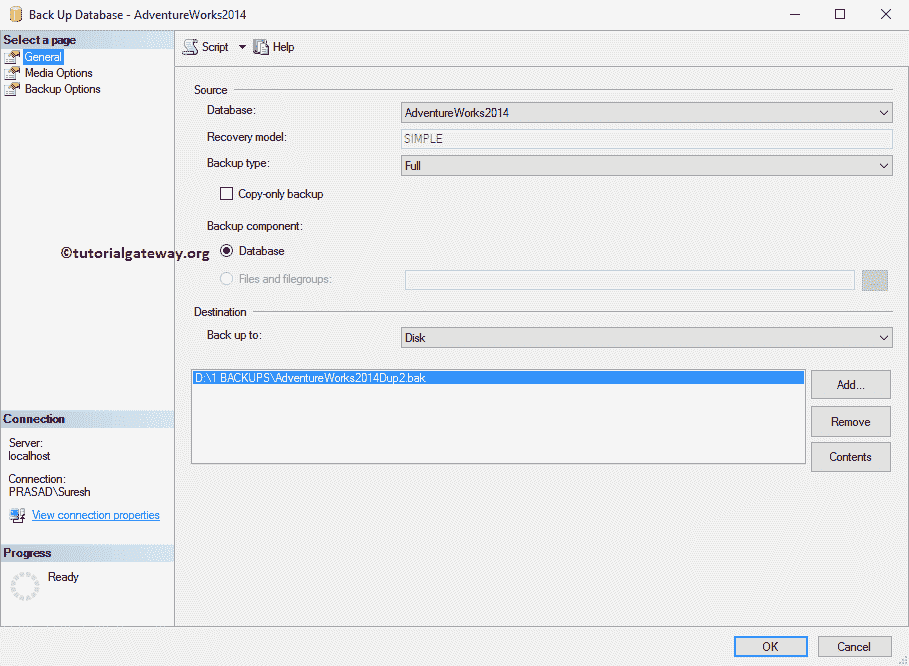 Back Up Database - AdventureWorks2014
Select a page
General
Media Options
Backup Options
Script
Help
Source
Database:
AdventureWorks2014
Recovery model:
SIMPLE
Backup type:
Full
Copy-only backup
Backup component:
©tutorialgateway.org
Database
Files and filegroups:
Destination
Back up to:
Disk
D:\1 BACKUPS\AdventureWorks2014Dup2.bak
Add...
Remove
Contents
Connection
Server:
localhost
Connection:
PRASAD\Suresh
View connection properties
Progress
Ready
OK
Cancel